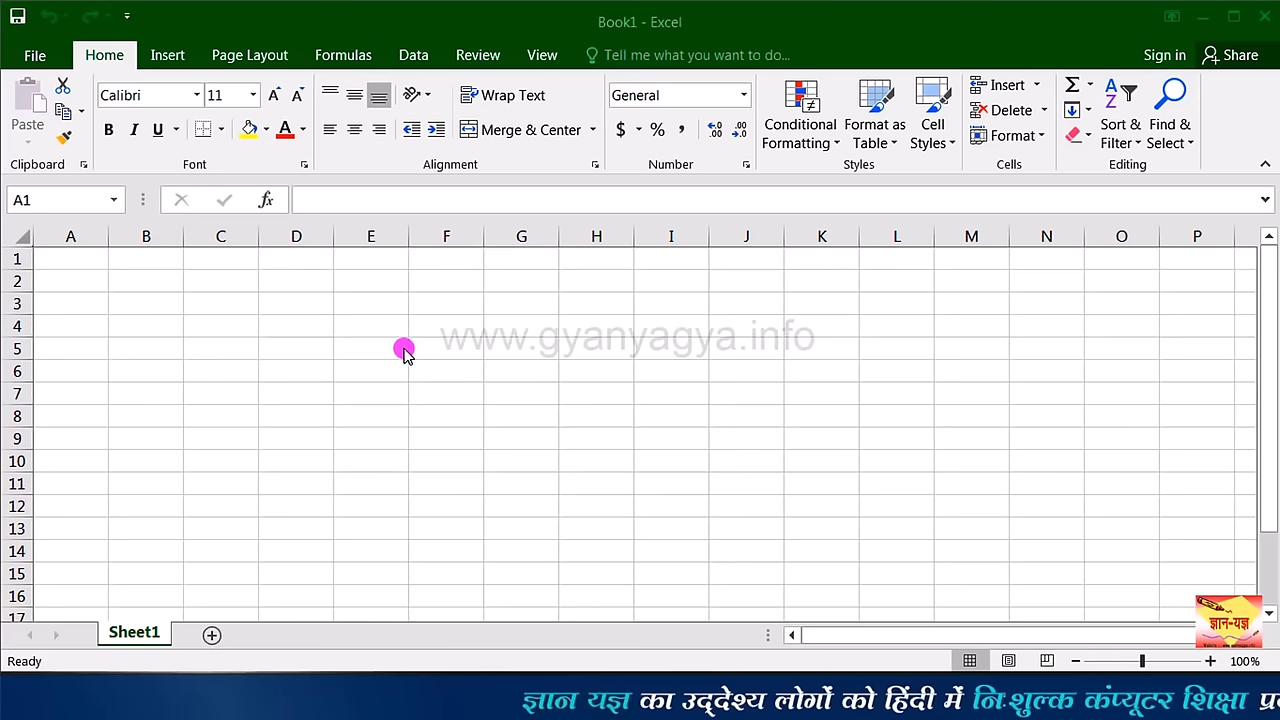 Book1 - Excel
File Home Insert Page Layout Formulas Data Review View Tell me what you want to do... Sign in Share
Calibri 11 Wrap Text General Insert
Paste B I U Merge & Center $ % , Conditional Formatting Format as Table Cell Styles Delete Format Σ A Z Sort & Filter Find & Select
Clipboard Font Alignment Number Styles Cells Editing
A1 fx
A B C D E F G H I J K L M N O P
1
2
3
4
www.gyanyagya.info
5
6
7
8
9
10
11
12
13
14
15
16
17
ज्ञान-यज्ञ
Sheet1
Ready 100%
ज्ञान यज्ञ का उद्देश्य लोगों को हिंदी में निःशुल्क कंप्यूटर शिक्षा प्र